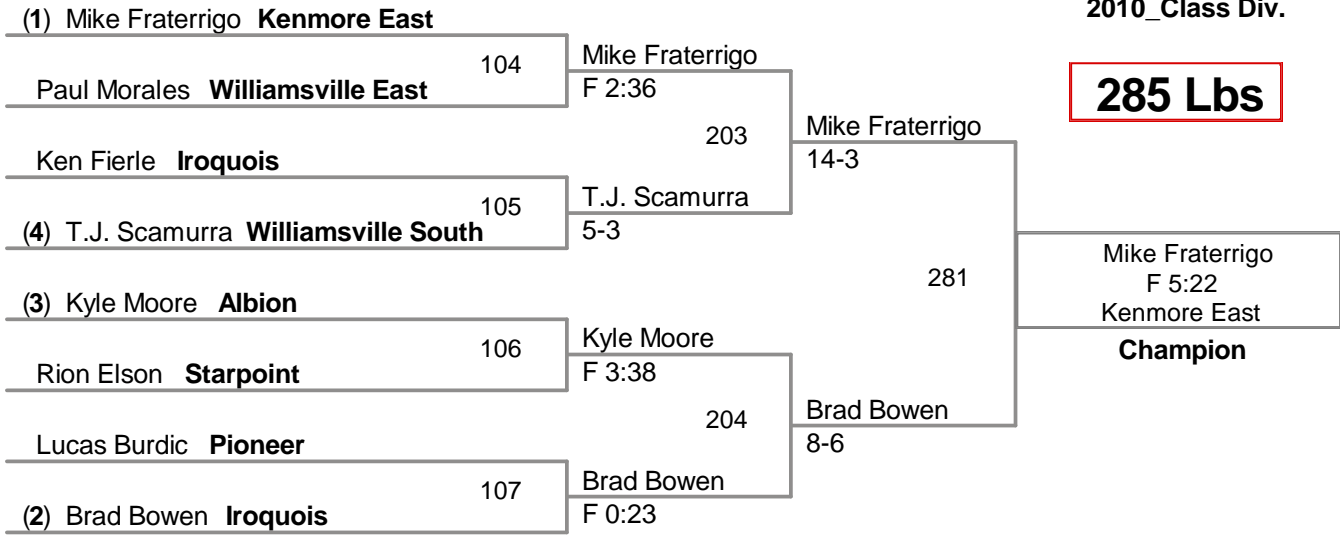 2010_Class Div.
285 Lbs
(1) Mike Fraterrigo Kenmore East
104
Paul Morales Williamsville East
Mike Fraterrigo
F 2:36
203
Ken Fierle Iroquois
105
(4) T.J. Scamurra Williamsville South
T.J. Scamurra
5-3
Mike Fraterrigo
14-3
281
(3) Kyle Moore Albion
106
Rion Elson Starpoint
Kyle Moore
F 3:38
204
Lucas Burdic Pioneer
107
(2) Brad Bowen Iroquois
Brad Bowen
F 0:23
Brad Bowen
8-6
Mike Fraterrigo
F 5:22
Kenmore East
Champion